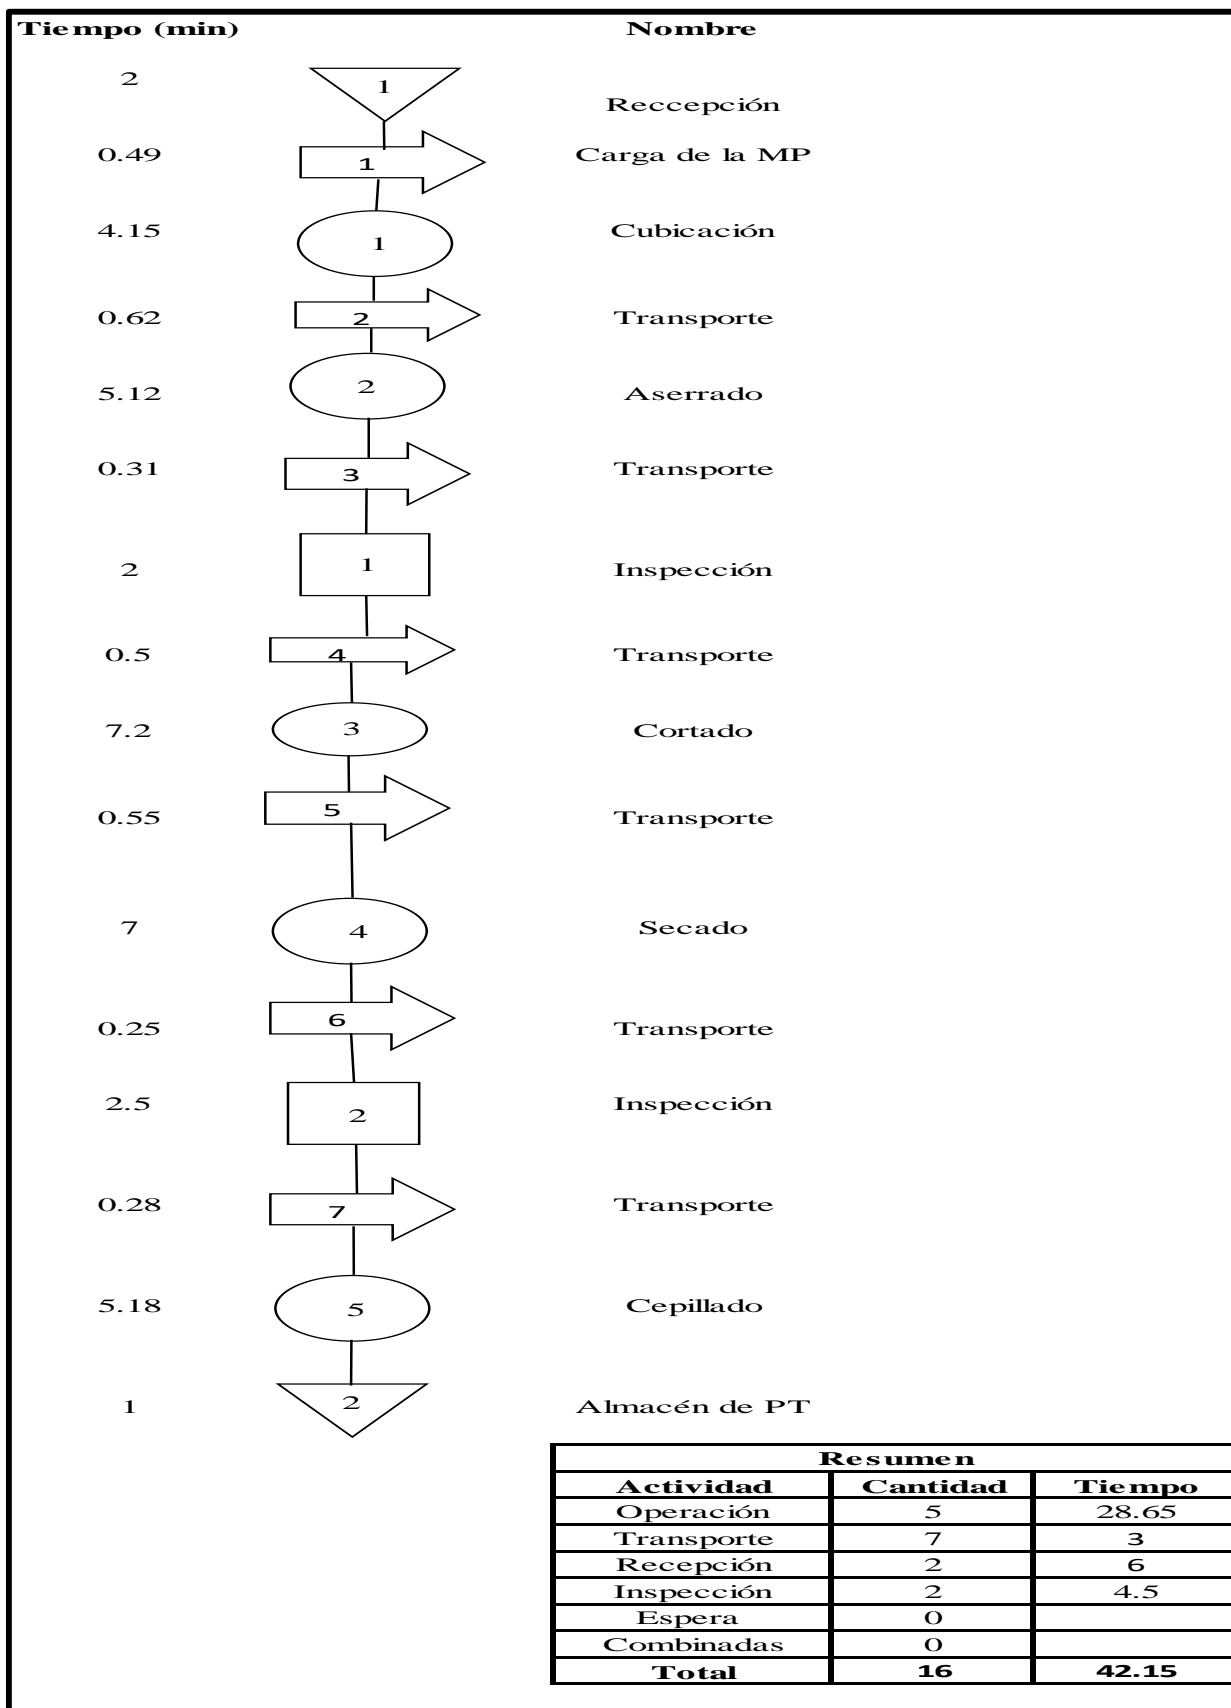 Tiempo (min) Nombre
2 1 Reccepción
0.49 1 Carga de la MP
4.15 1 Cubicación
0.62 2 Transporte
5.12 2 Aserrado
0.31 3 Transporte
2 1 Inspección
0.5 4 Transporte
7.2 3 Cortado
0.55 5 Transporte
7 4 Secado
0.25 6 Transporte
2.5 2 Inspección
0.28 7 Transporte
5.18 5 Cepillado
1 2 Almacén de PT
Resumen
Actividad Cantidad Tiempo
Operación 5 28.65
Transporte 7 3
Recepción 2 6
Inspección 2 4.5
Espera 0
Combinadas 0
Total 16 42.15